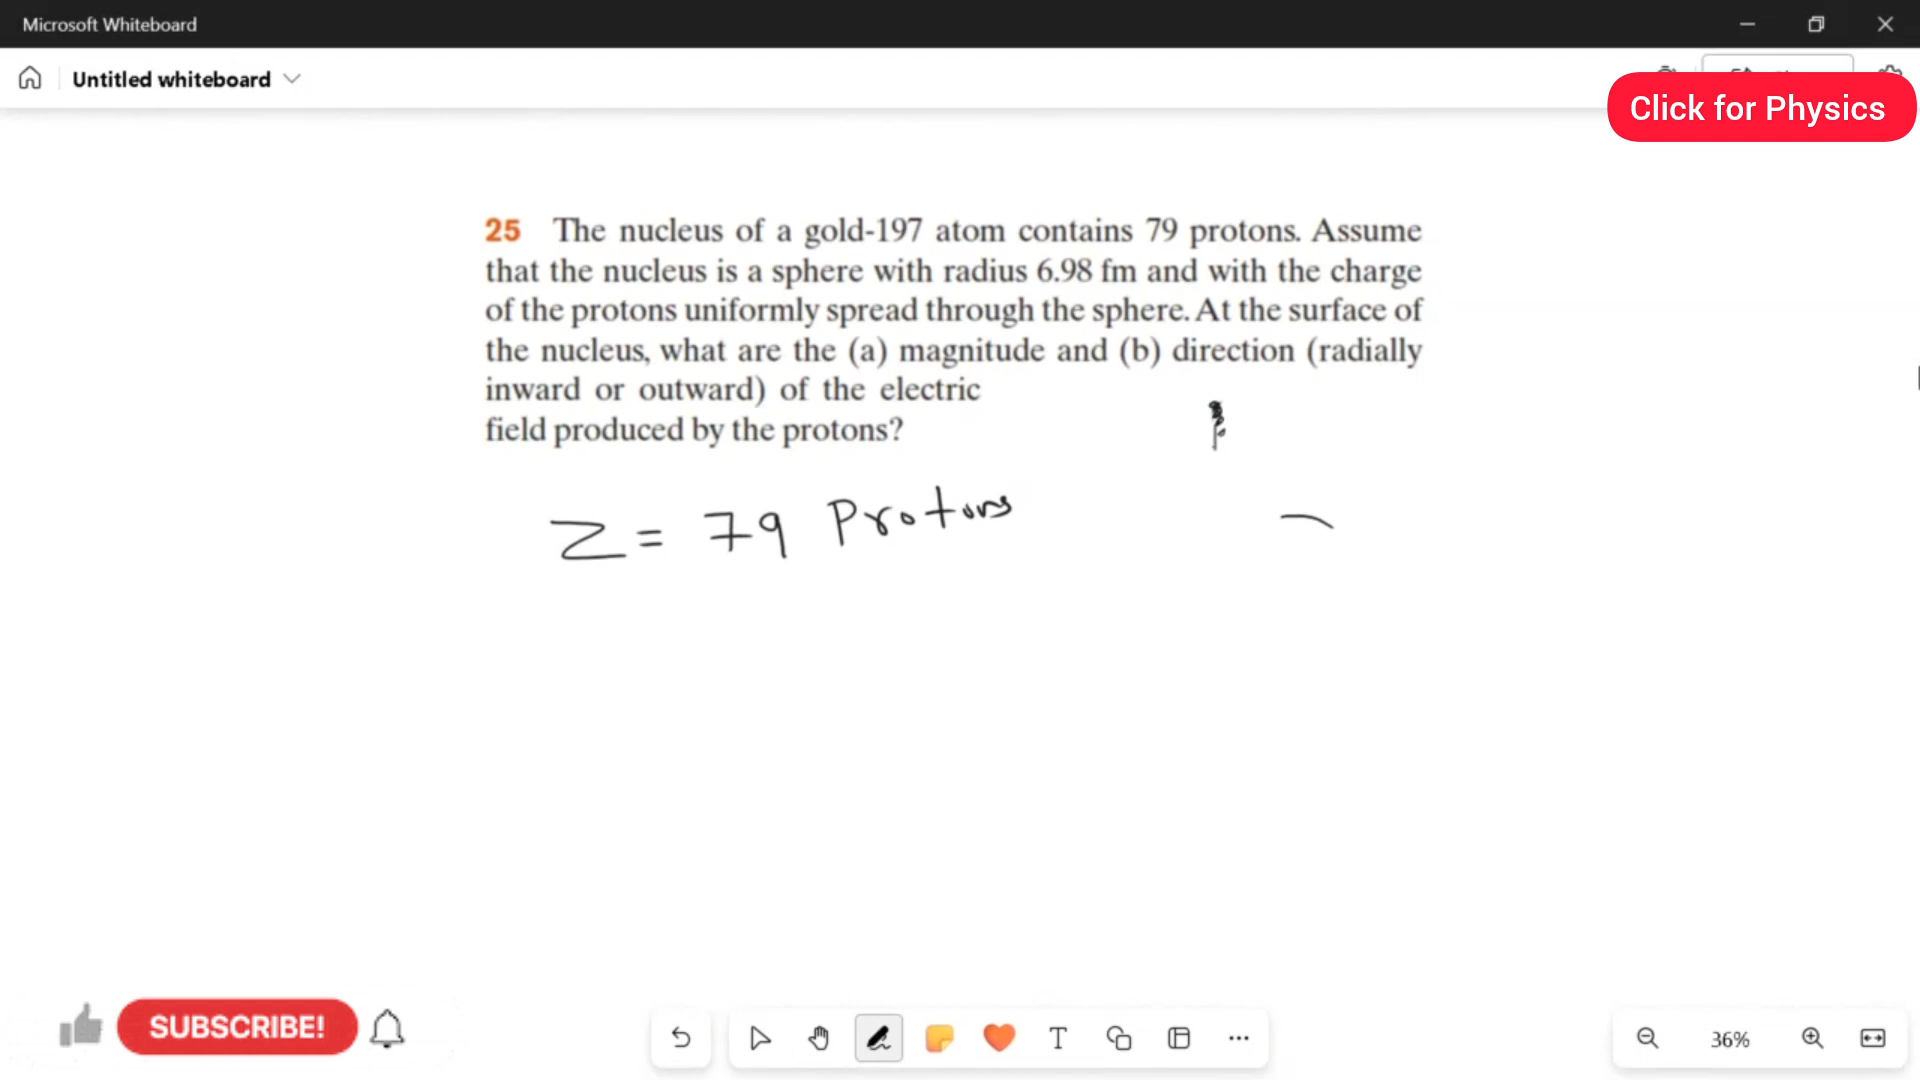 Microsoft Whiteboard
Untitled whiteboard
Click for Physics
25 The nucleus of a gold-197 atom contains 79 protons. Assume
that the nucleus is a sphere with radius 6.98 fm and with the charge
of the protons uniformly spread through the sphere. At the surface of
the nucleus, what are the (a) magnitude and (b) direction (radially
inward or outward) of the electric
field produced by the protons?
Z = 79 Protons
SUBSCRIBE!
T
36%